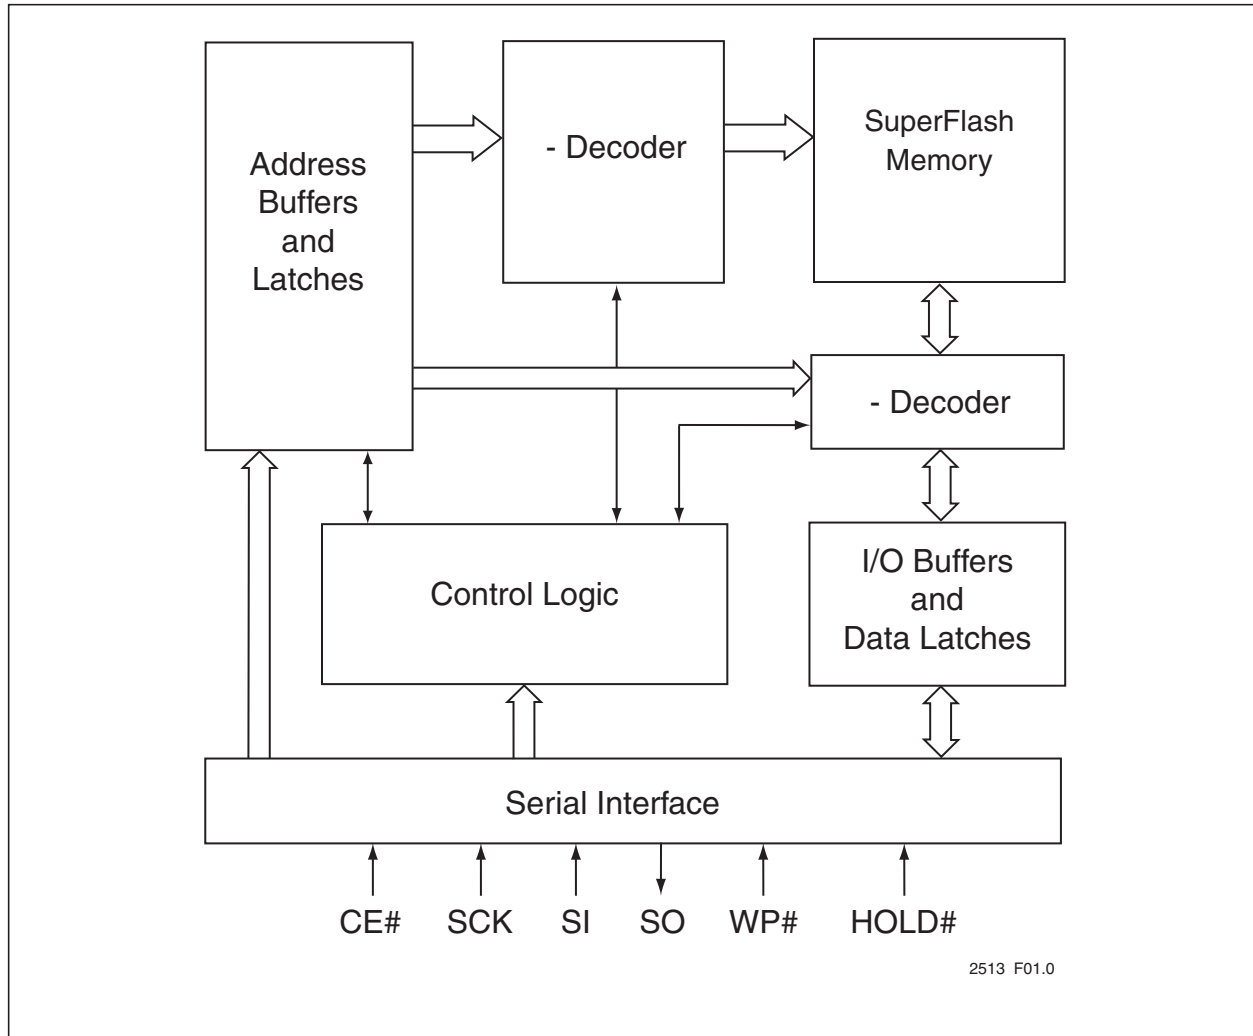 Address
Buffers
and
Latches
- Decoder
SuperFlash
Memory
- Decoder
Control Logic
I/O Buffers
and
Data Latches
Serial Interface
CE#
SCK
SI
SO
WP#
HOLD#
2513 F01.0